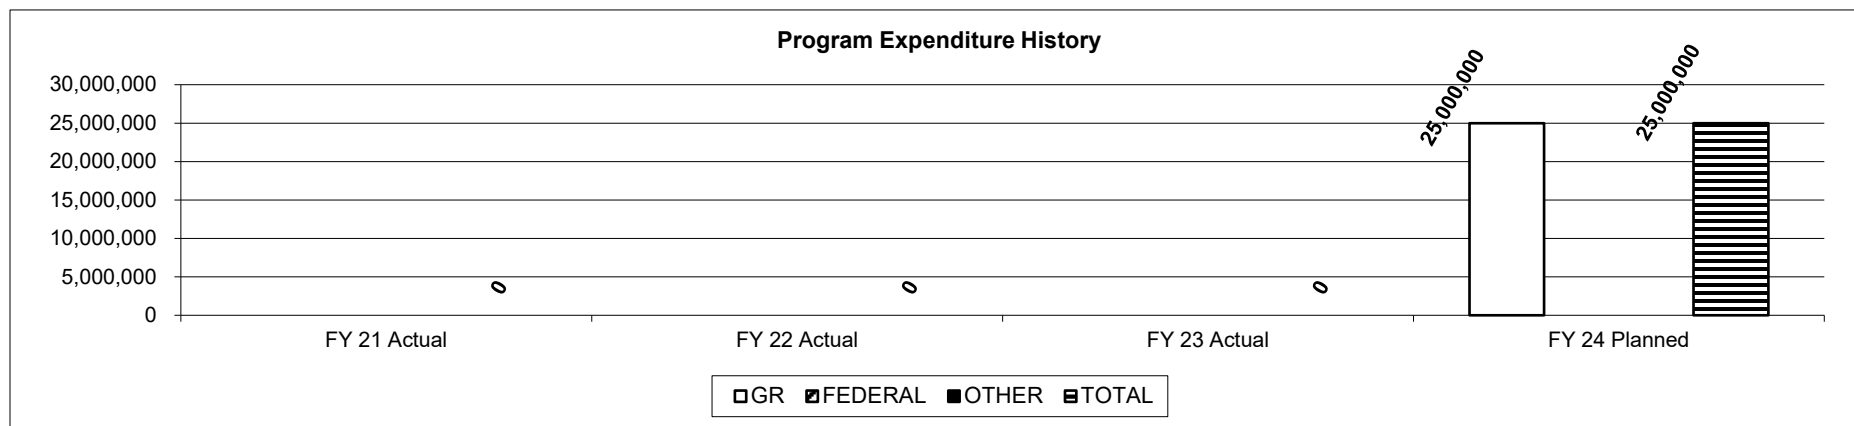 Program Expenditure History
30,000,000
25,000,000
20,000,000
15,000,000
10,000,000
5,000,000
0
25,000,000
25,000,000
0
0
0
FY 21 Actual
FY 22 Actual
FY 23 Actual
FY 24 Planned
GR
FEDERAL
OTHER
TOTAL